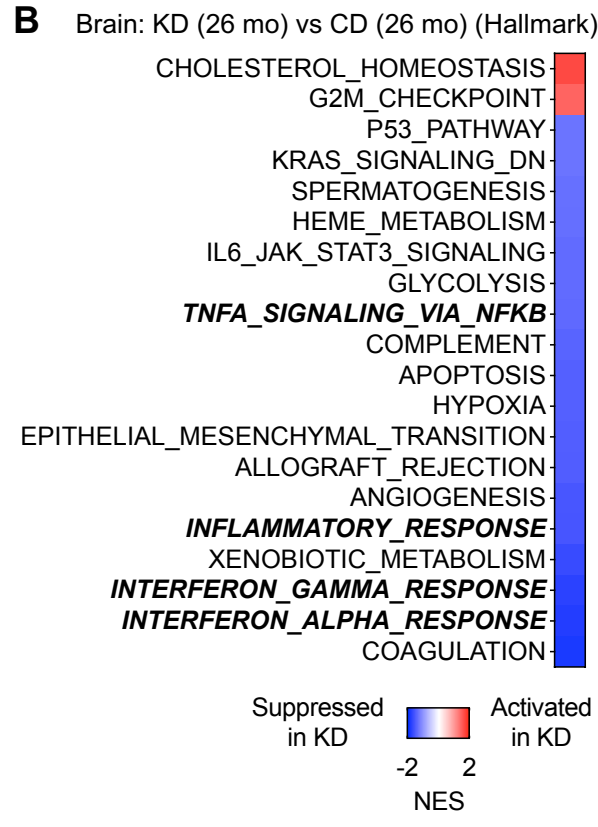 B Brain: KD (26 mo) vs CD (26 mo) (Hallmark)
CHOLESTEROL_HOMEOSTASIS
G2M_CHECKPOINT
P53_PATHWAY
KRAS_SIGNALING_DN
SPERMATOGENESIS
HEME_METABOLISM
IL6_JAK_STAT3_SIGNALING
GLYCOLYSIS
TNFA_SIGNALING_VIA_NFKB
COMPLEMENT
APOPTOSIS
HYPOXIA
EPITHELIAL_MESENCHYMAL_TRANSITION
ALLOGRAFT_REJECTION
ANGIOGENESIS
INFLAMMATORY_RESPONSE
XENOBIOTIC_METABOLISM
INTERFERON_GAMMA_RESPONSE
INTERFERON_ALPHA_RESPONSE
COAGULATION
Suppressed
in KD
Activated
in KD
-2 2
NES